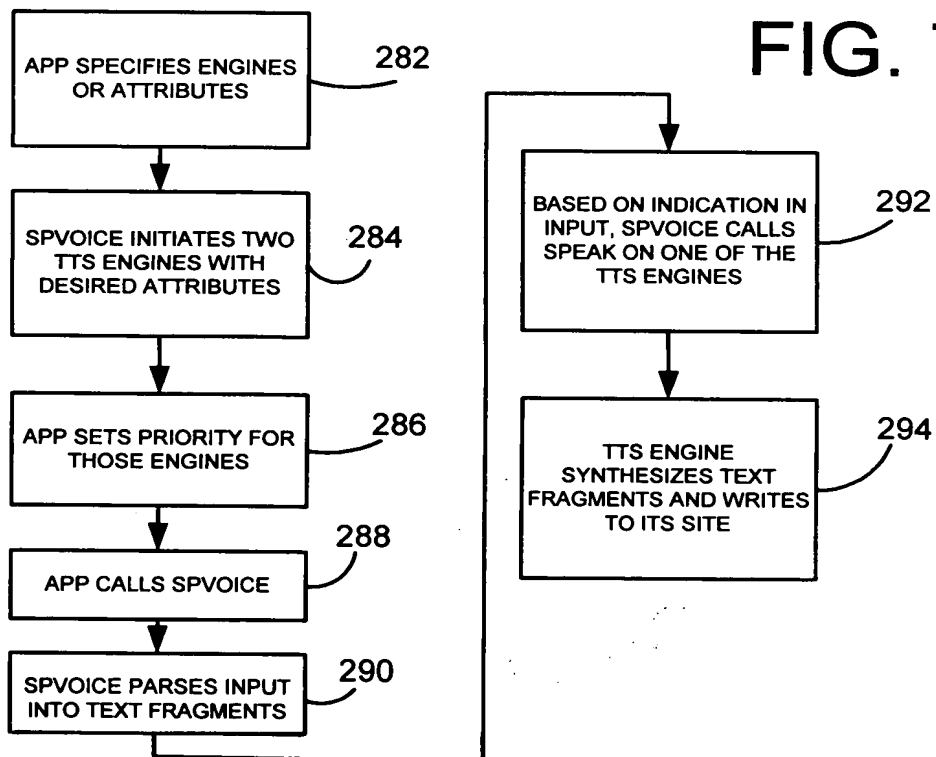 FIG.
APP SPECIFIES ENGINES
OR ATTRIBUTES
282
SPVOICE INITIATES TWO
TTS ENGINES WITH
DESIRED ATTRIBUTES
284
APP SETS PRIORITY FOR
THOSE ENGINES
286
APP CALLS SPVOICE
288
SPVOICE PARSES INPUT
INTO TEXT FRAGMENTS
290
BASED ON INDICATION IN
INPUT, SPVOICE CALLS
SPEAK ON ONE OF THE
TTS ENGINES
292
TTS ENGINE
SYNTHESIZES TEXT
FRAGMENTS AND WRITES
TO ITS SITE
294